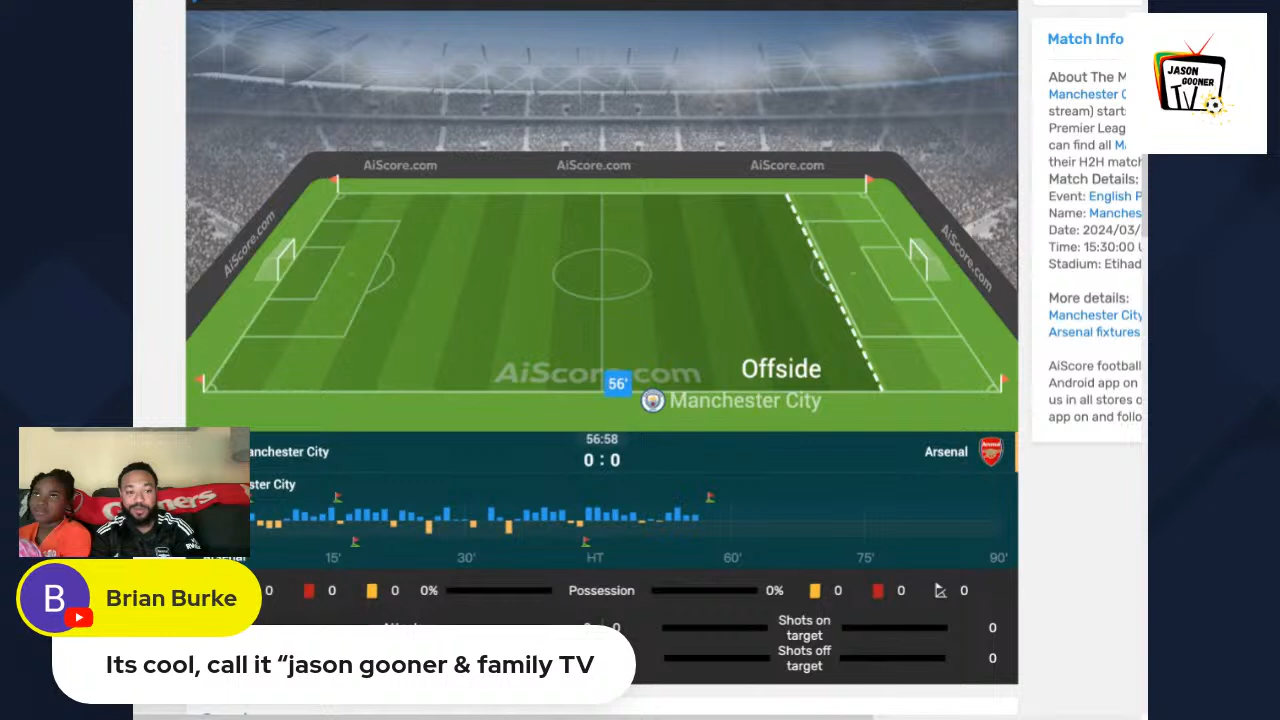 Match Info
JASON
GOONER
TV
About The M
Manchester C
stream) start
Premier Leag
can find all M
their H2H match
Match Details:
Event: English P
Name: Manches
Date: 2024/03/
Time: 15:30:00 U
Stadium: Etihad
More details:
Manchester City
Arsenal fixtures
AiScore football
Android app on
us in all stores o
app on and follo
AiScore.com AiScore.com AiScore.com
AiScore.com
AiScore.com
AiScore.com
Offside
56'
Manchester City
56:58
anchester City 0 : 0 Arsenal
ster City
15' 30' HT 60' 75' 90'
0 0 0 0% Possession 0% 0 0 0
Shots on
target
0
Shots off
target
0
B Brian Burke
Its cool, call it “jason gooner & family TV